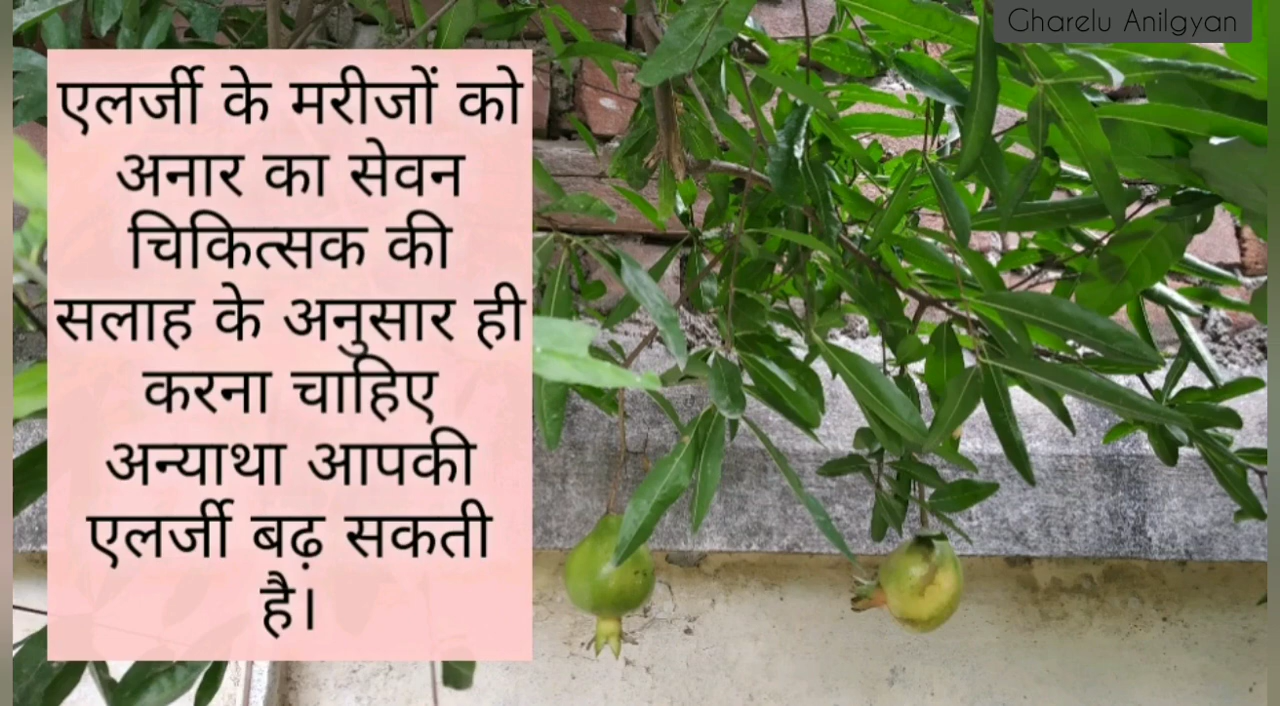 Gharelu Anilgyan
एलर्जी के मरीजों को
अनार का सेवन
चिकित्सक की
सलाह के अनुसार ही
करना चाहिए
अन्याथा आपकी
एलर्जी बढ़ सकती
है।